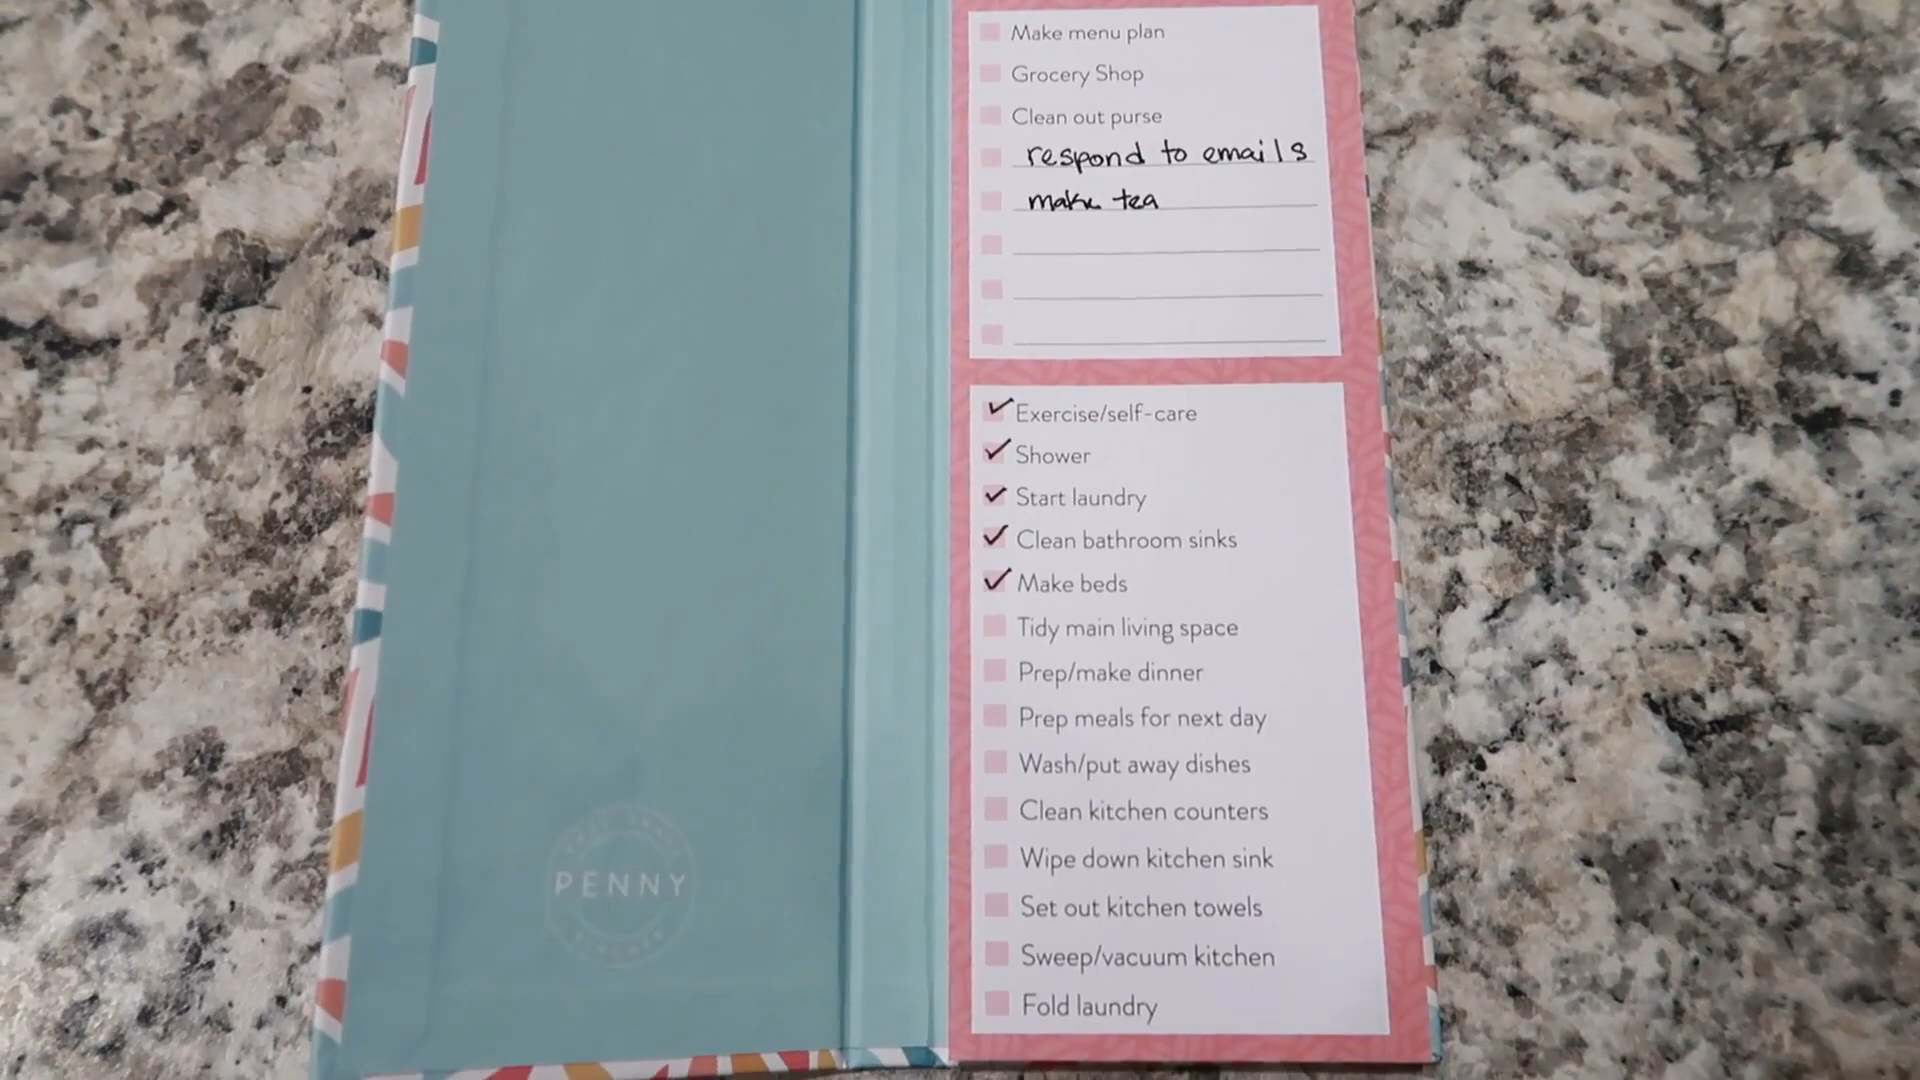 Make menu plan
Grocery Shop
Clean out purse
respond to emails
make tea
Exercise/self-care
Shower
Start laundry
Clean bathroom sinks
Make beds
Tidy main living space
Prep/make dinner
Prep meals for next day
Wash/put away dishes
Clean kitchen counters
Wipe down kitchen sink
Set out kitchen towels
Sweep/vacuum kitchen
Fold laundry
PENNY